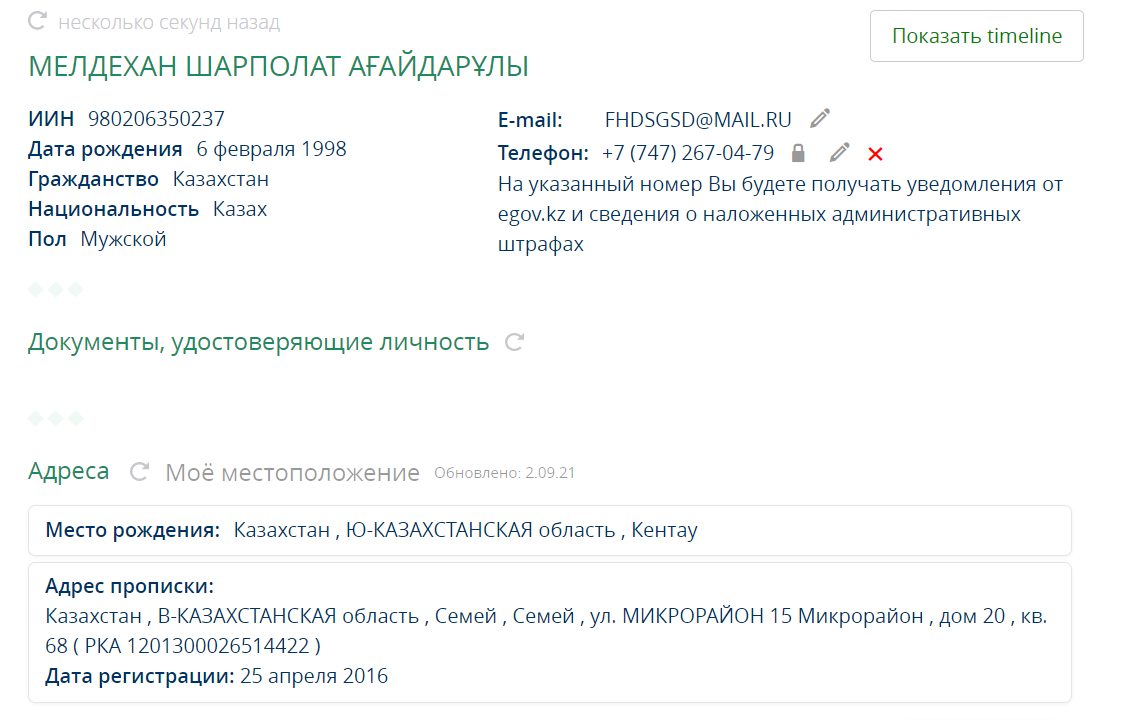 несколько секунд назад
Показать timeline
МЕЛДЕХАН ШАРПОЛАТ АҒАЙДАРҰЛЫ
ИИН 980206350237
Дата рождения 6 февраля 1998
Гражданство Казахстан
Национальность Казах
Пол Мужской
E-mail: FHDSGSD@MAIL.RU
Телефон: +7 (747) 267-04-79
На указанный номер Вы будете получать уведомления от
egov.kz и сведения о наложенных административных
штрафах
Документы, удостоверяющие личность
Адреса Моё местоположение Обновлено: 2.09.21
Место рождения: Казахстан , Ю-КАЗАХСТАНСКАЯ область , Кентау
Адрес прописки:
Казахстан , В-КАЗАХСТАНСКАЯ область , Семей , Семей , ул. МИКРОРАЙОН 15 Микрорайон , дом 20 , кв.
68 ( РКА 1201300026514422 )
Дата регистрации: 25 апреля 2016